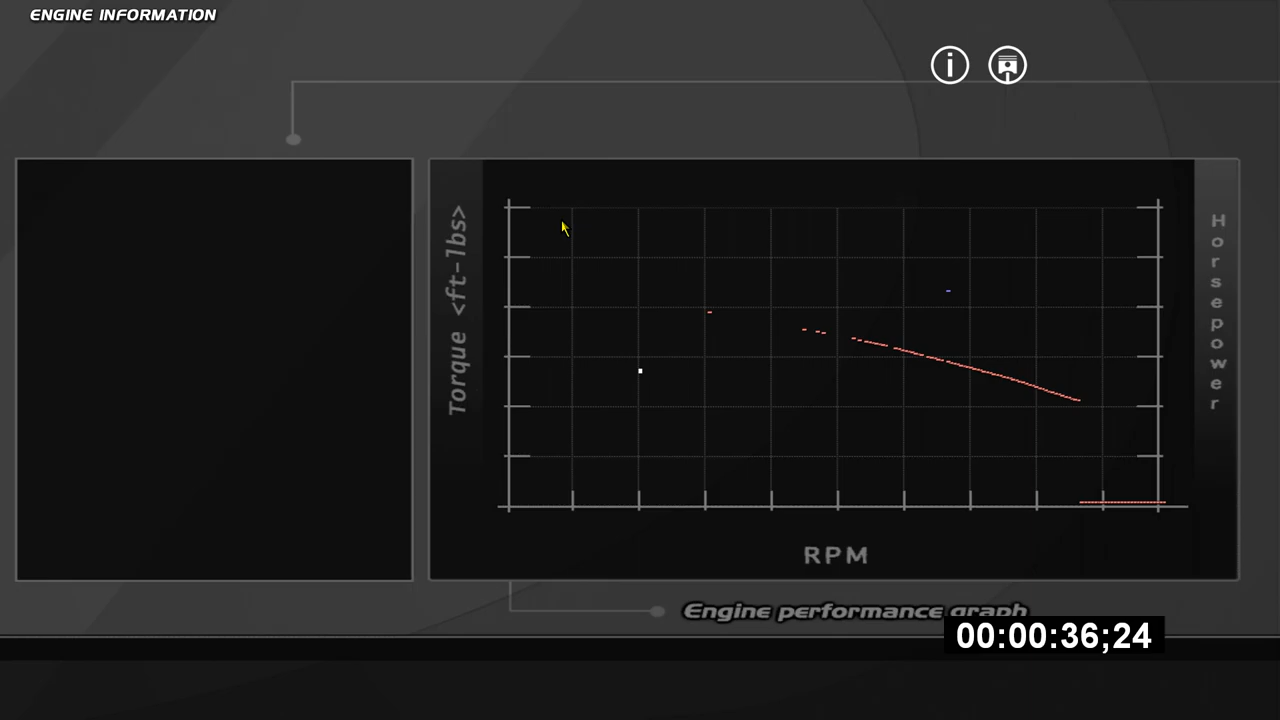 ENGINE INFORMATION
i
Torque <ft-lbs>
Horsepower
RPM
Engine performance graph
00:00:36;24